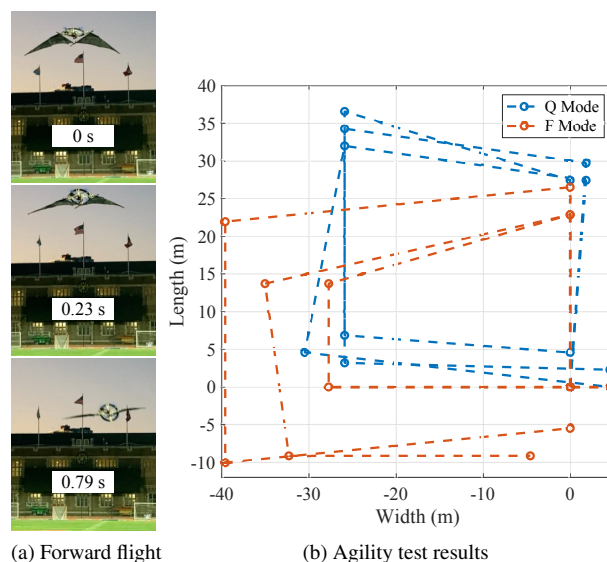 0 s
0.23 s
0.79 s
(a) Forward flight
40
35
30
25
20
15
10
5
0
-5
-10
Length (m)
-40
-30
-20
-10
0
Width (m)
Q Mode
F Mode
(b) Agility test results